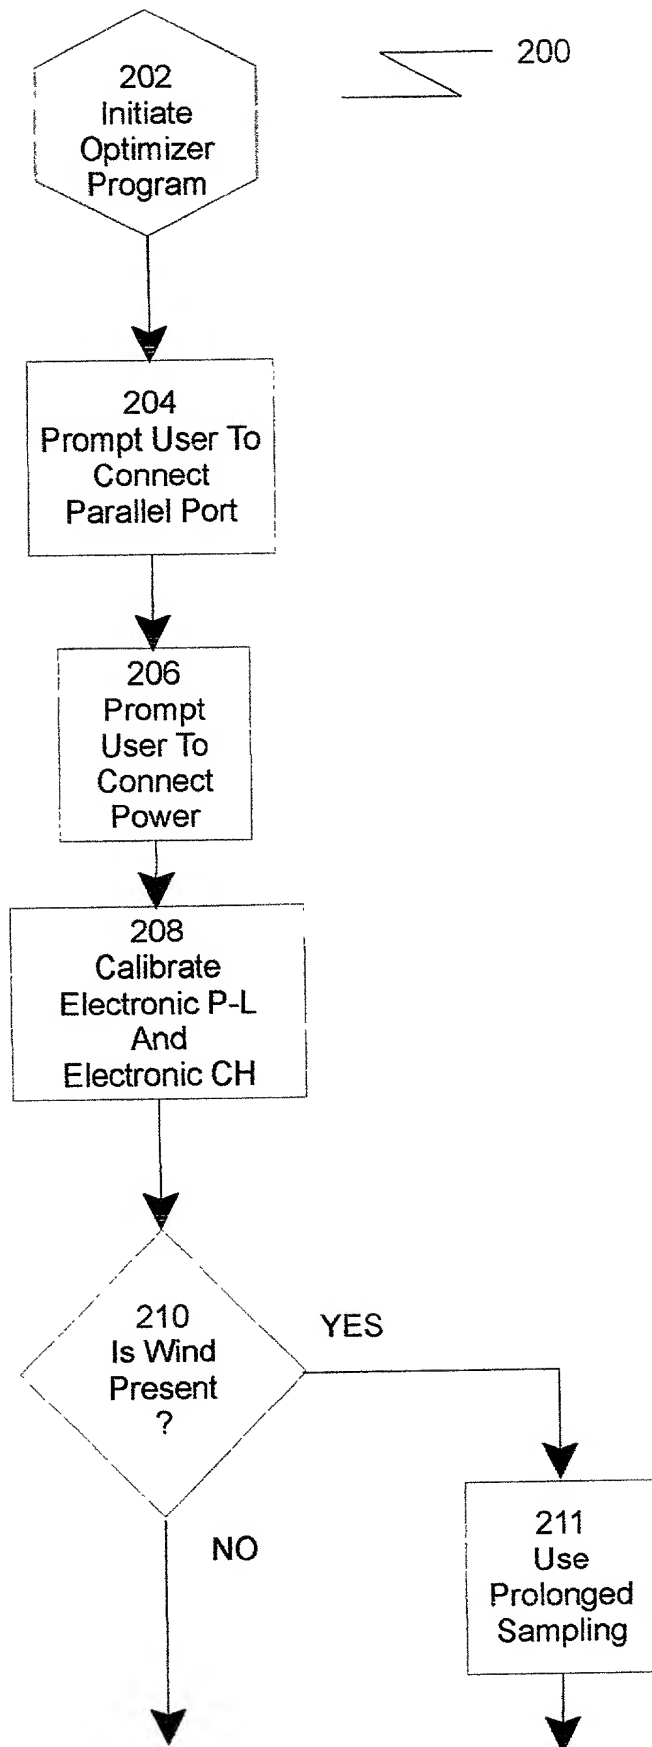 200
202
Initiate
Optimizer
Program
204
Prompt User To
Connect
Parallel Port
206
Prompt
User To
Connect
Power
208
Calibrate
Electronic P-L
And
Electronic CH
210
Is Wind
Present
?
YES
NO
211
Use
Prolonged
Sampling